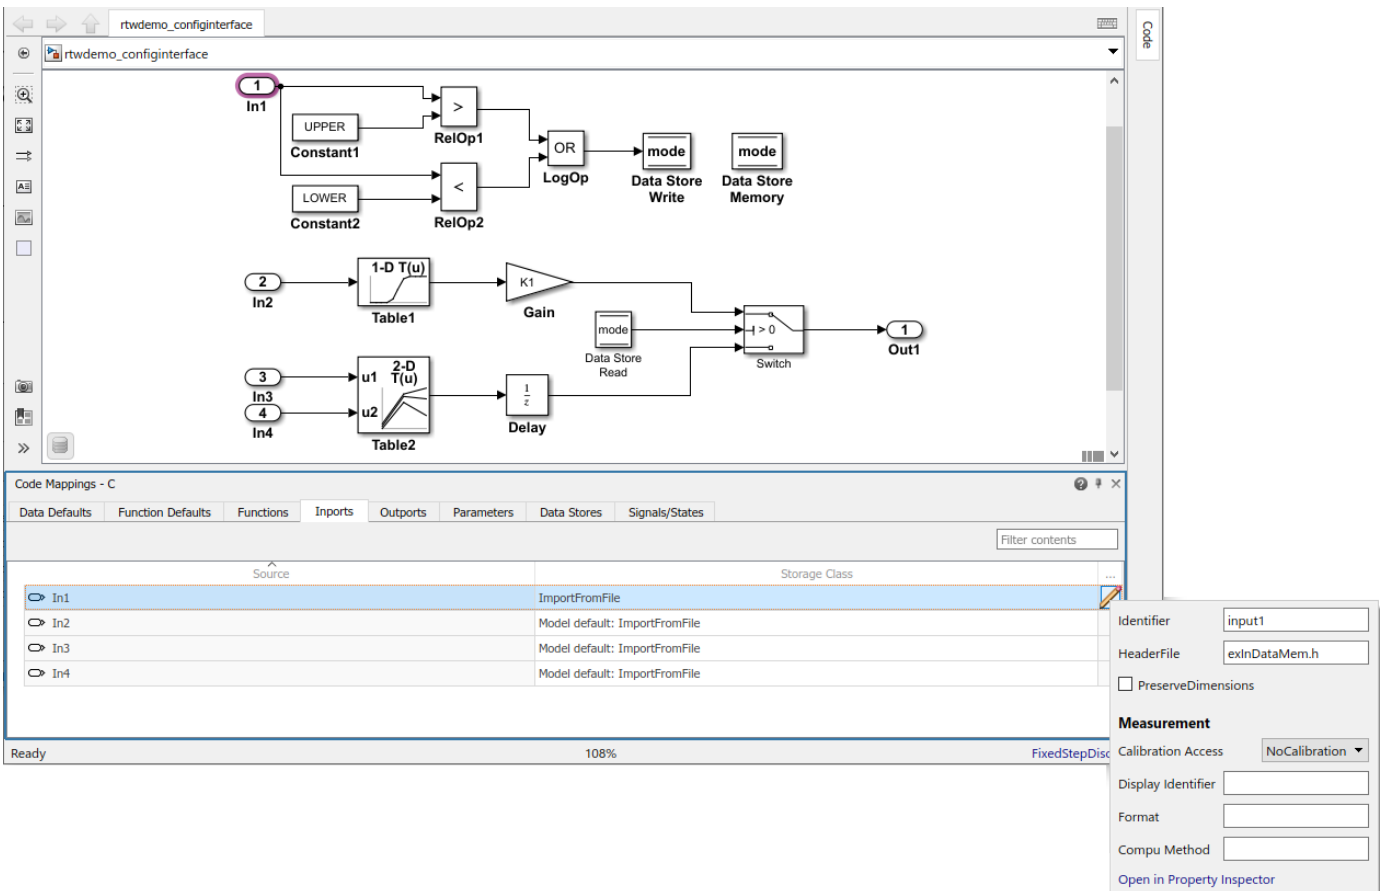 rtwdemo_configinterface
Code
rtwdemo_configinterface
1
In1
UPPER
Constant1
>
RelOp1
OR
LogOp
mode
Data Store
Write
mode
Data Store
Memory
LOWER
Constant2
<
RelOp2
2
In2
1-D T(u)
Table1
K1
Gain
mode
Data Store
Read
> 0
Switch
1
Out1
3
In3
4
In4
u1
u2
2-D
T(u)
Table2
1
z
Delay
Code Mappings - C
Data Defaults Function Defaults Functions Inports Outports Parameters Data Stores Signals/States
Filter contents
Source Storage Class ...
In1 ImportFromFile
In2 Model default: ImportFromFile
In3 Model default: ImportFromFile
In4 Model default: ImportFromFile
Ready 108% FixedStepDisc
Identifier input1
HeaderFile exInDataMem.h
PreserveDimensions
Measurement
Calibration Access NoCalibration
Display Identifier
Format
Compu Method
Open in Property Inspector